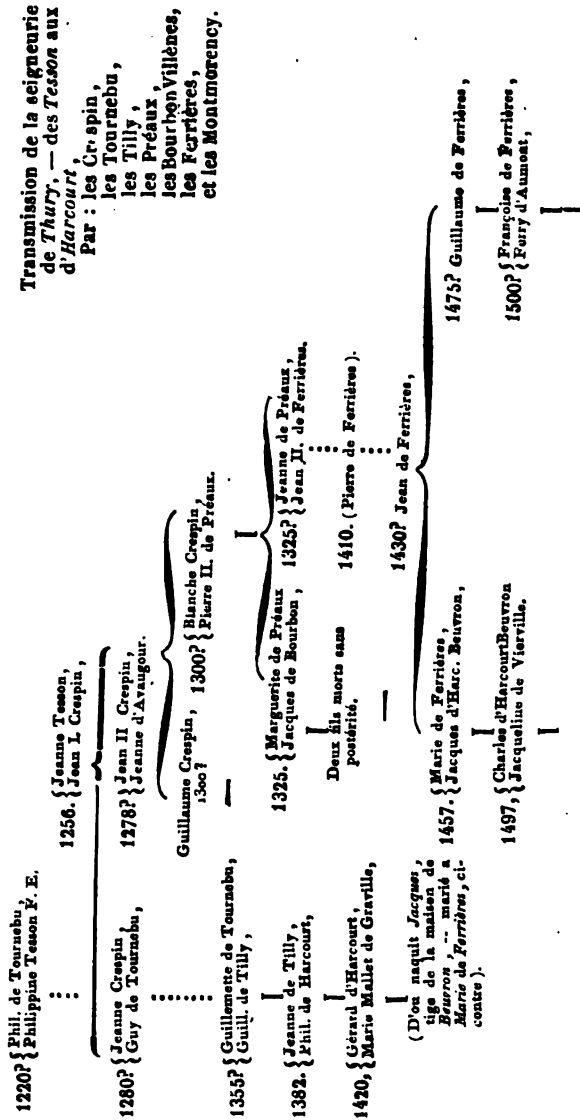 Transmission de la seigneurie
de Thury, — des Tesson aux
d'Harcourt,
Par : les Crespin,
les Tournebu,
les Tilly,
les Préaux,
les Bourbon Villènes,
les Ferrières,
et les Montmorency.
1220? { Phil. de Tournebu,
{ Philippine Tesson F. E.
1256. { Jeanne Tesson,
{ Jean I. Crespin,
1280? { Jeanne Crespin,
{ Guy de Tournebu,
1278? { Jean II Crespin,
{ Jeanne d'Avaugour.
Guillaume Crespin,
1300?
1300? { Blanche Crespin,
{ Pierre II. de Préaux.
1355? { Guillemette de Tournebu,
{ Guill. de Tilly,
1325. { Marguerite de Préaux
{ Jacques de Bourbon,
1325? { Jeanne de Préaux,
{ Jean II. de Ferrières.
1382. { Jeanne de Tilly,
{ Phil. de Harcourt,
Deux fils morts sans
postérité.
1410. (Pierre de Ferrières).
1420, { Gérard d'Harcourt,
{ Marie Mallet de Graville,
1430? Jean de Ferrières,
(D'ou naquit Jacques,
tige de la maison de
Beuvron, -- marié a
Marie de Ferrières, ci-
contre).
1457. { Marie de Ferrières,
{ Jacques d'Harc. Beuvron,
1475? Guillaume de Ferrières
1497, { Charles d'Harcourt Beuvron
{ Jacqueline de Vierville.
1500? { Françoise de Ferrières,
{ Ferry d'Aumont,